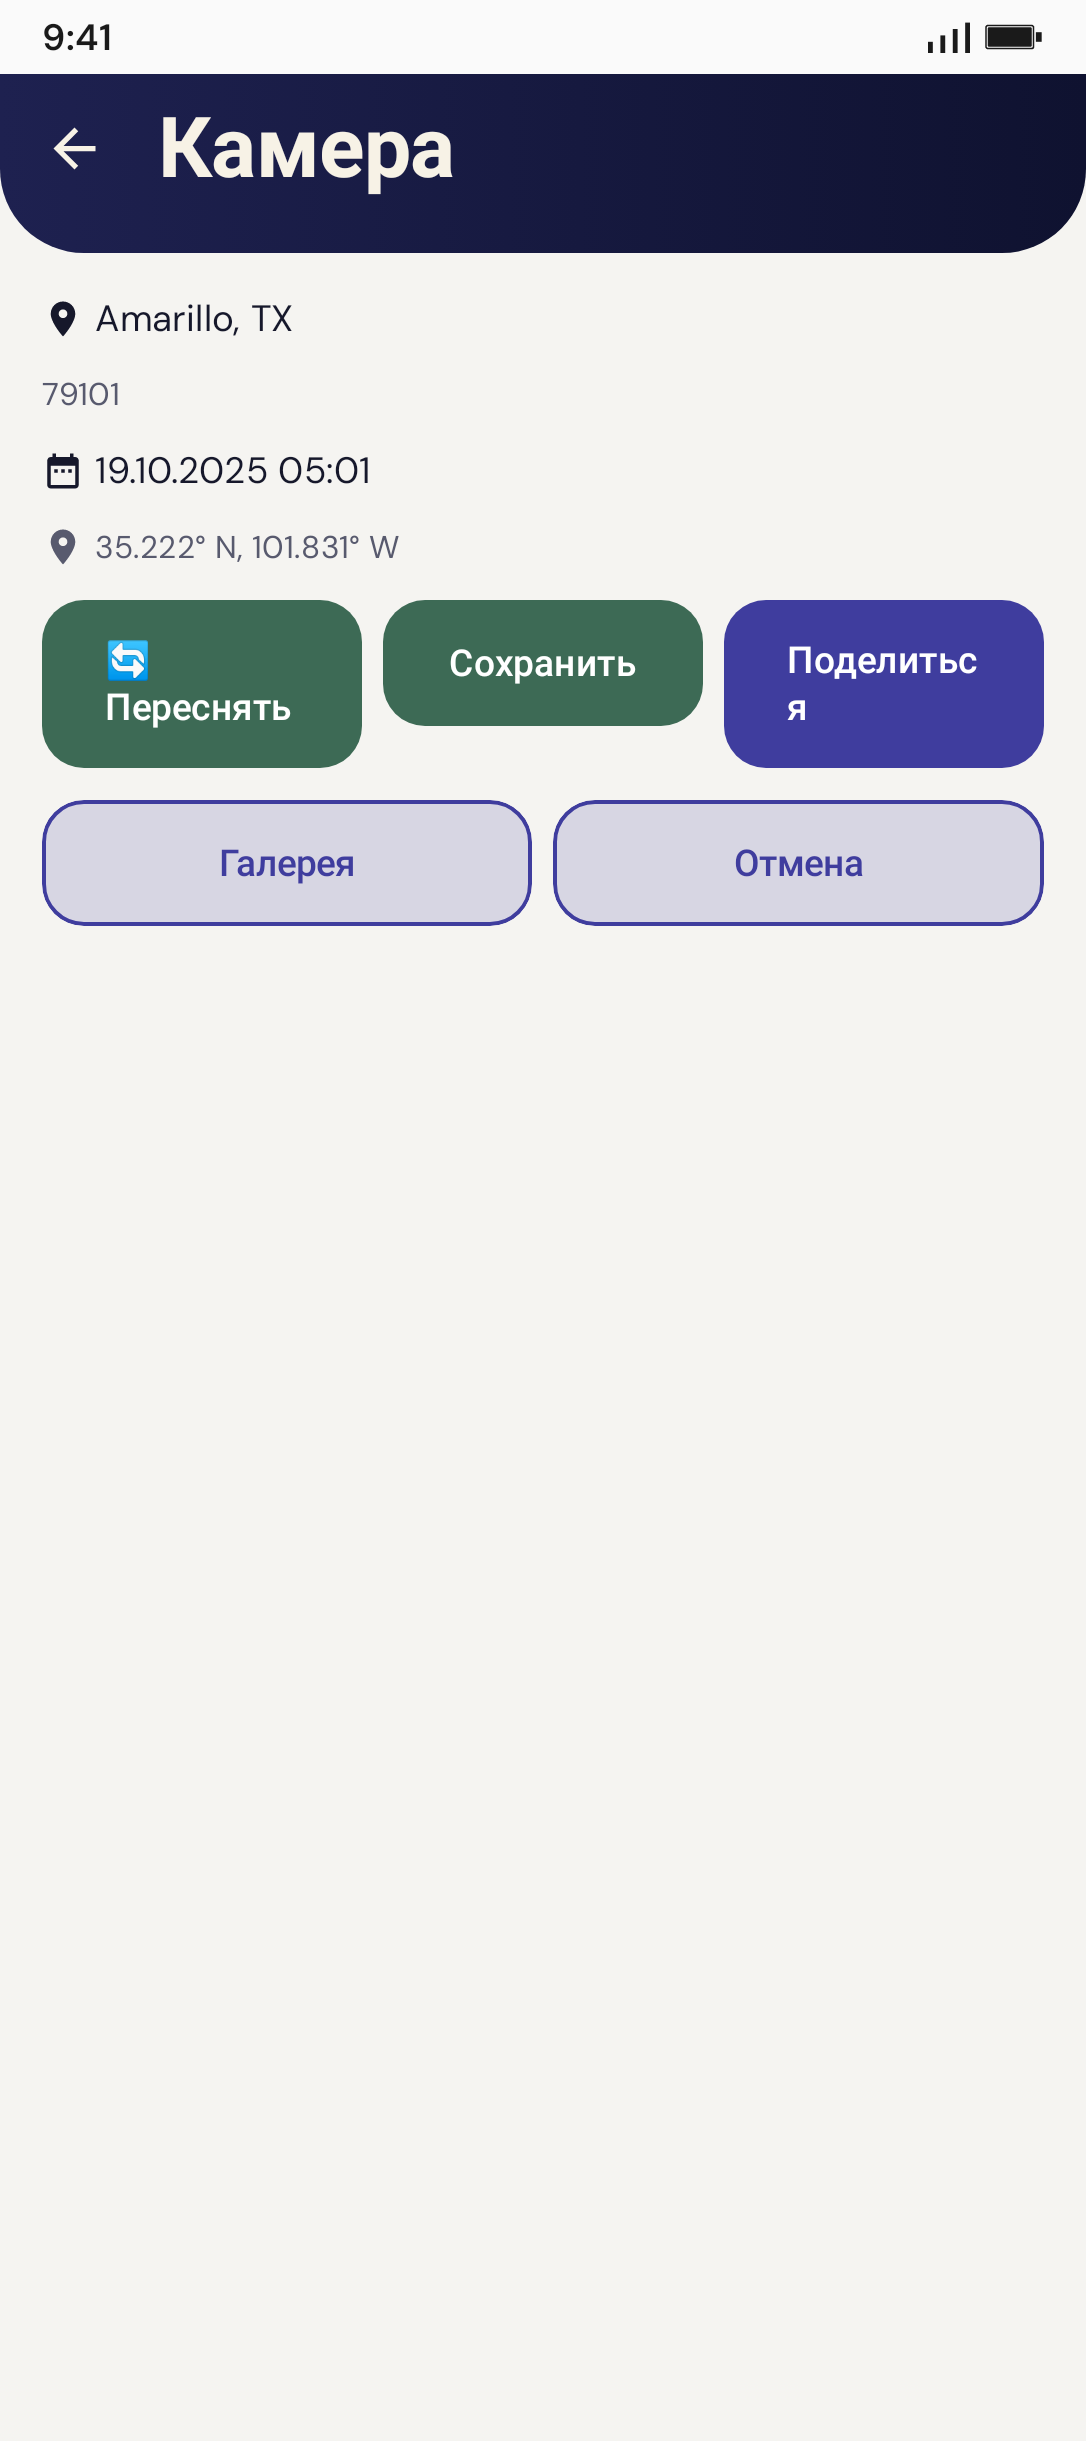 9:41
Камера
Amarillo, TX
79101
19.10.2025 05:01
35.222° N, 101.831° W
🔄
Переснять
Сохранить
Поделитьс
я
Галерея
Отмена